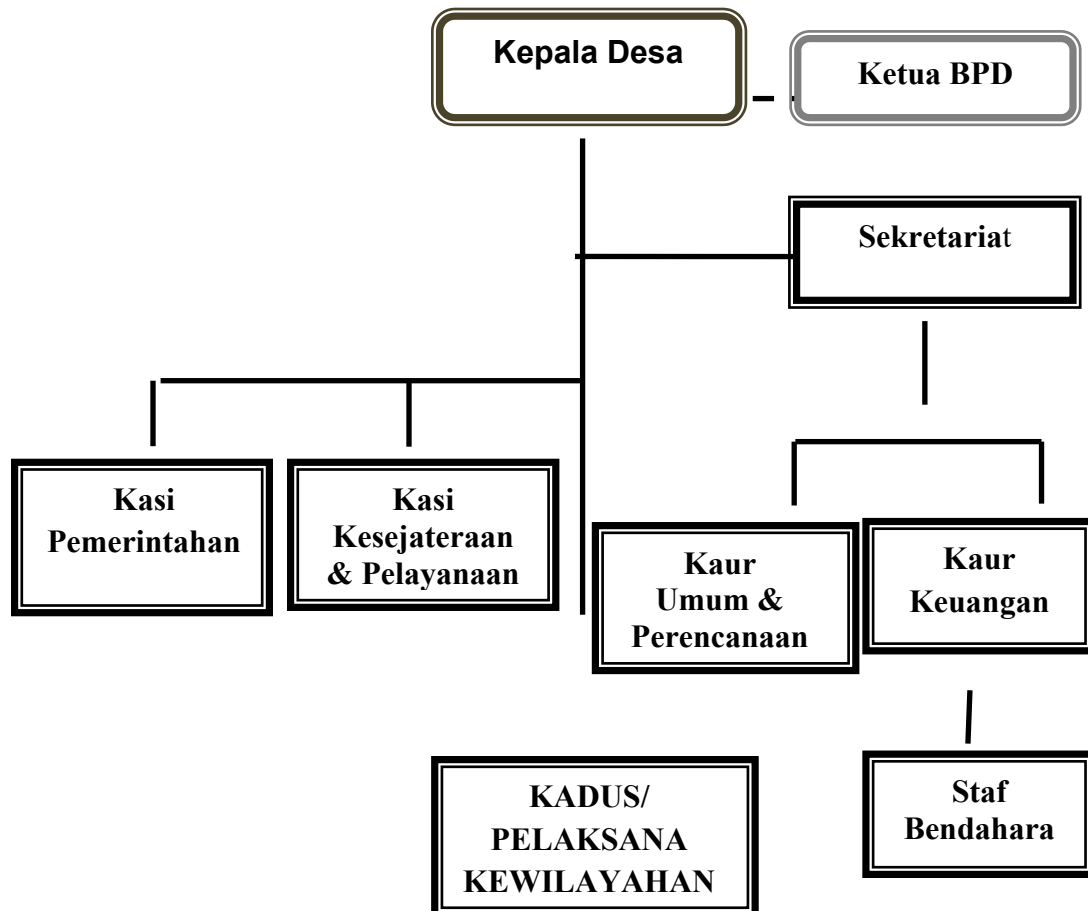 Kepala Desa
Ketua BPD
Sekretariat
Kasi
Pemerintahan
Kasi
Kesejateraan
& Pelayanaan
Kaur
Umum &
Perencanaan
Kaur
Keuangan
KADUS/
PELAKSANA
KEWILAYAHAN
Staf
Bendahara